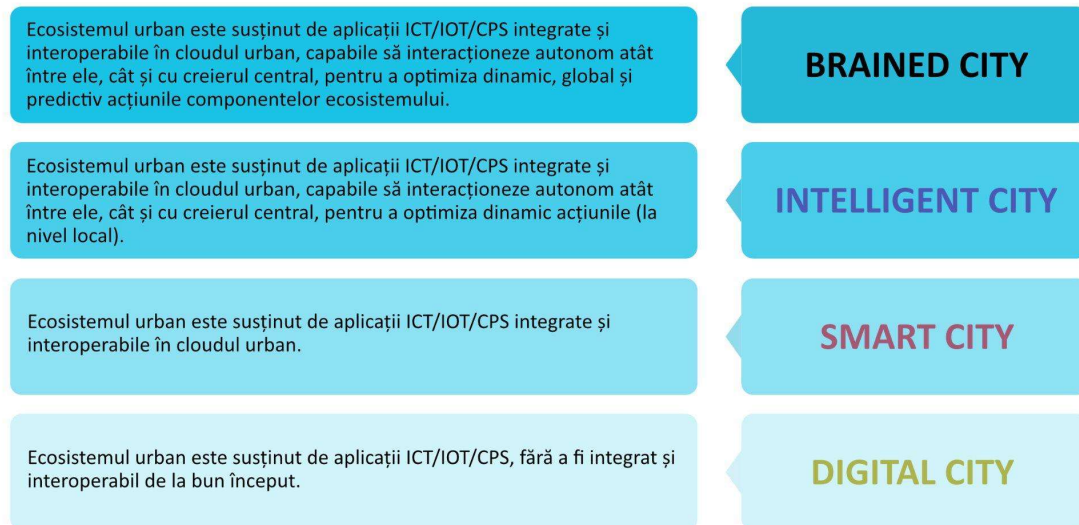 Ecosistemul urban este susținut de aplicații ICT/IOT/CPS integrate și
interoperabile în cloudul urban, capabile să interacționeze autonom atât
între ele, cât și cu creierul central, pentru a optimiza dinamic, global și
predictiv acțiunile componentelor ecosistemului.
BRAINED CITY
Ecosistemul urban este susținut de aplicații ICT/IOT/CPS integrate și
interoperabile în cloudul urban, capabile să interacționeze autonom atât
între ele, cât și cu creierul central, pentru a optimiza dinamic acțiunile (la
nivel local).
INTELLIGENT CITY
Ecosistemul urban este susținut de aplicații ICT/IOT/CPS integrate și
interoperabile în cloudul urban.
SMART CITY
Ecosistemul urban este susținut de aplicații ICT/IOT/CPS, fără a fi integrat și
interoperabil de la bun început.
DIGITAL CITY